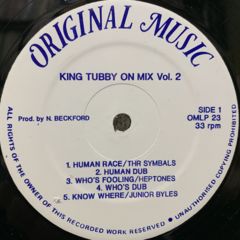 ORIGINAL MUSIC
KING TUBBY ON MIX Vol. 2
Prod. by N. BECKFORD
SIDE 1
OMLP 23
33 rpm
1. HUMAN RACE/THR SYMBALS
2. HUMAN DUB
3. WHO'S FOOLING/HEPTONES
4. WHO'S DUB
5. KNOW WHERE/JUNIOR BYLES
ALL RIGHTS OF THE OWNER OF THIS RECORDED WORK RESERVED • UNAUTHORISED COPYING PROHIBITED